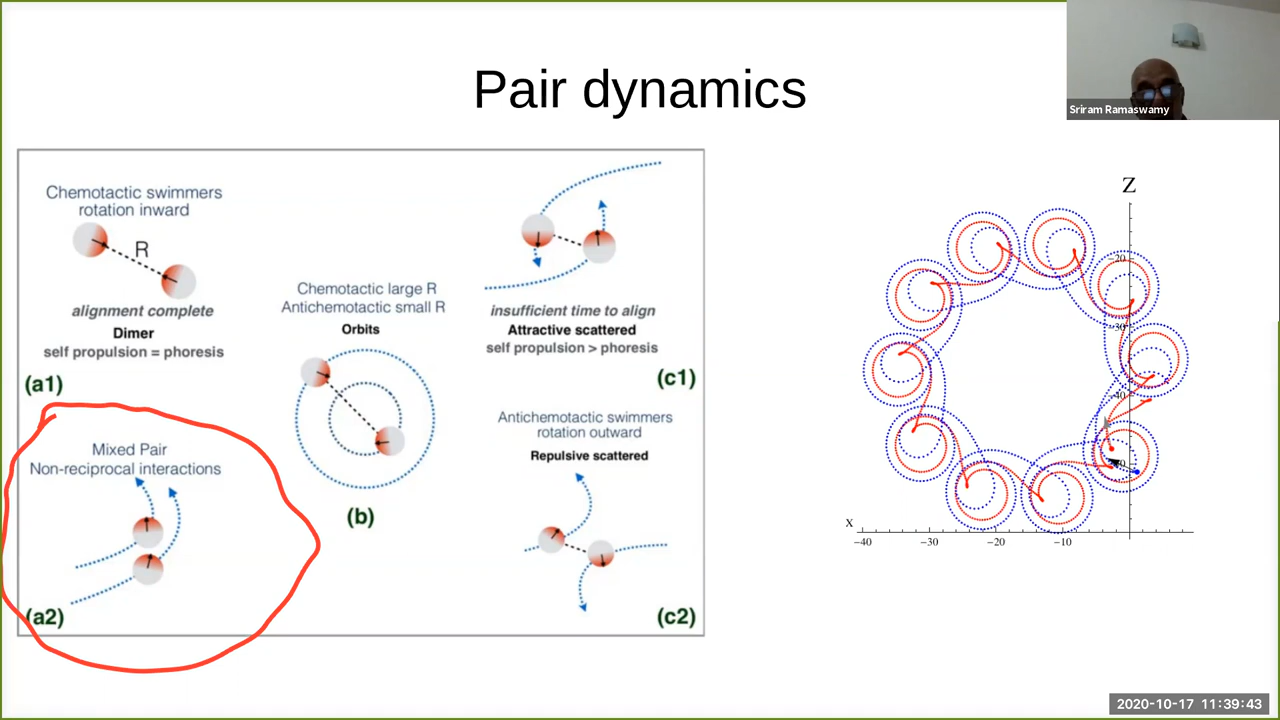 Pair dynamics
Sriram Ramaswamy
Chemotactic swimmers
rotation inward
R
alignment complete
Dimer
self propulsion = phoresis
(a1)
Mixed Pair
Non-reciprocal interactions
(a2)
Chemotactic large R
Antichemotactic small R
Orbits
(b)
insufficient time to align
Attractive scattered
self propulsion > phoresis
(c1)
Antichemotactic swimmers
rotation outward
Repulsive scattered
(c2)
Z
-20
-30
-40
X
-40
-30
-20
-10
2020-10-17 11:39:43